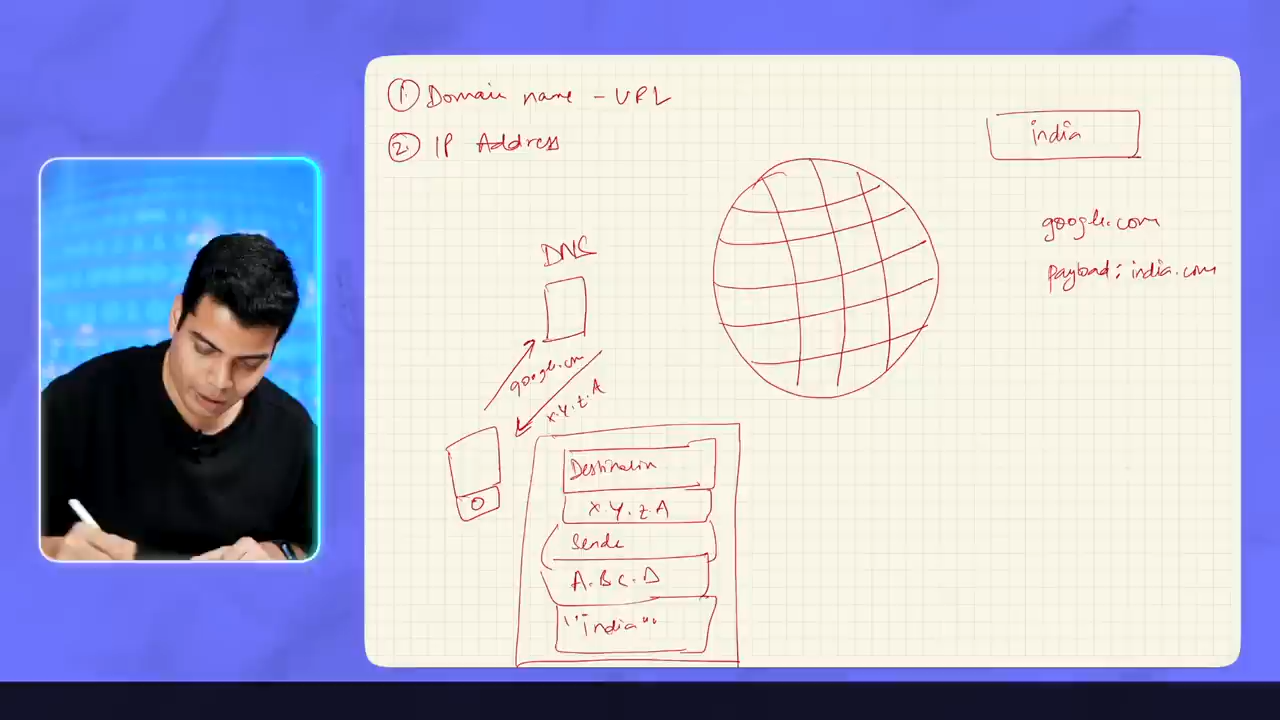 1. Domain name - URL
2. IP Address
india
google.com
payload: india.com
DNS
google.com
X.Y.Z.A
Destination
X.Y.Z.A
Sende
A.B.C.D
"india"